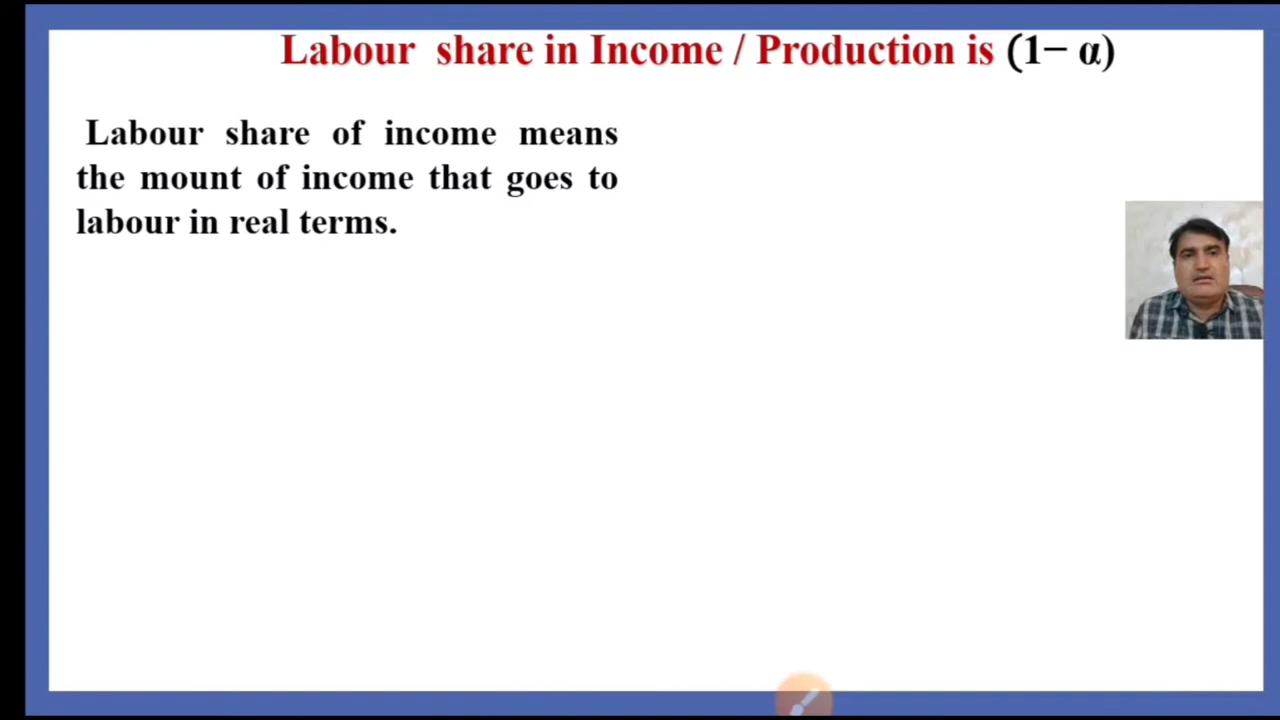 Labour share in Income / Production is (1− α)
Labour share of income means
the mount of income that goes to
labour in real terms.